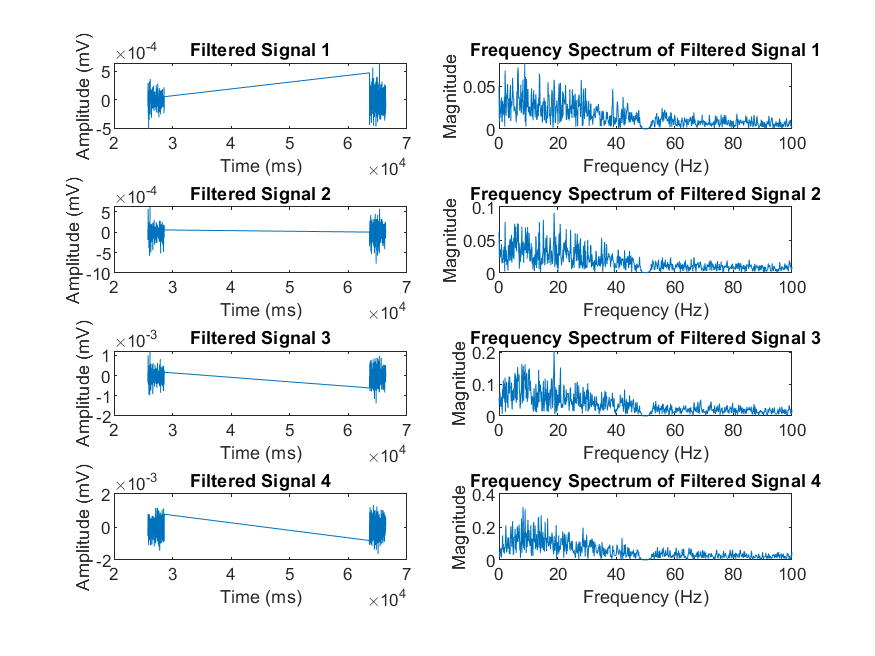 Filtered Signal 1
×10-4
Amplitude (mV)
5
0
-5
2 3 4 5 6 7
Time (ms)
×104
Frequency Spectrum of Filtered Signal 1
Magnitude
0.05
0
0 20 40 60 80 100
Frequency (Hz)
Filtered Signal 2
×10-4
Amplitude (mV)
5
0
-5
-10
2 3 4 5 6 7
Time (ms)
×104
Frequency Spectrum of Filtered Signal 2
Magnitude
0.1
0.05
0
0 20 40 60 80 100
Frequency (Hz)
Filtered Signal 3
×10-3
Amplitude (mV)
1
0
-1
-2
2 3 4 5 6 7
Time (ms)
×104
Frequency Spectrum of Filtered Signal 3
Magnitude
0.2
0.1
0
0 20 40 60 80 100
Frequency (Hz)
Filtered Signal 4
×10-3
Amplitude (mV)
2
0
-2
2 3 4 5 6 7
Time (ms)
×104
Frequency Spectrum of Filtered Signal 4
Magnitude
0.4
0.2
0
0 20 40 60 80 100
Frequency (Hz)